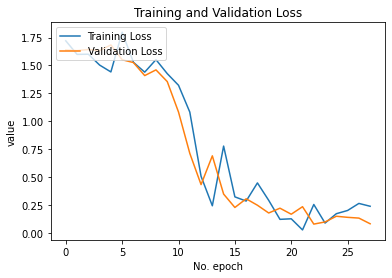 Training and Validation Loss
Training Loss
Validation Loss
value
1.75
1.50
1.25
1.00
0.75
0.50
0.25
0.00
0 5 10 15 20 25
No. epoch